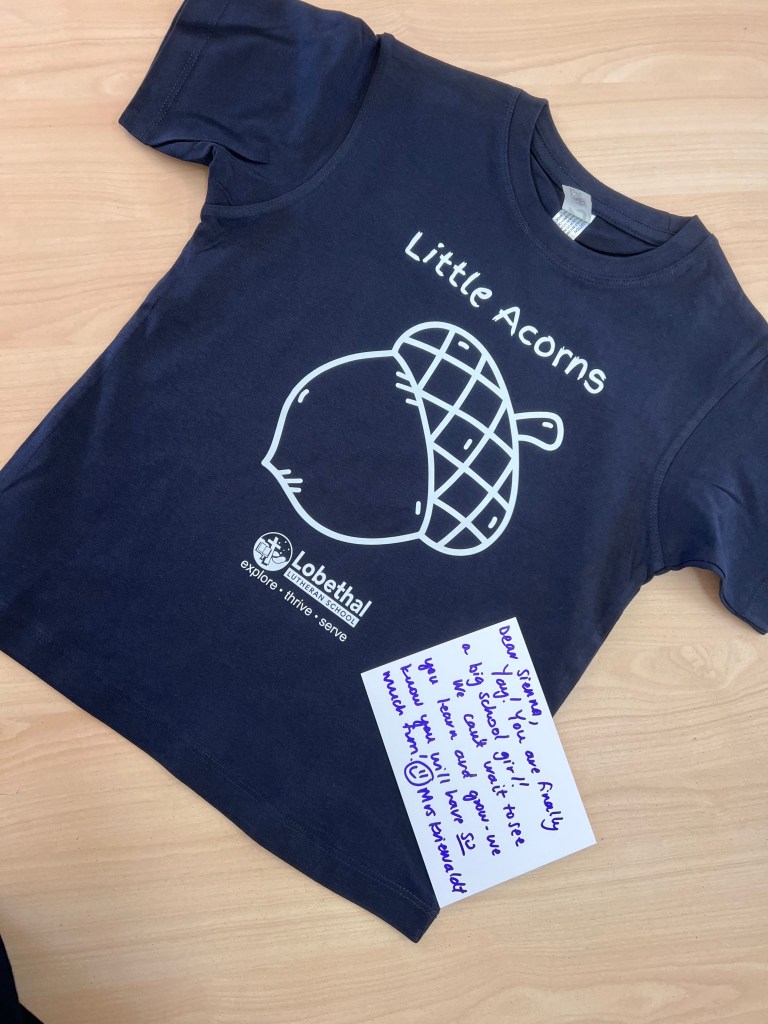 Little Acorns
Lobethal
LUTHERAN SCHOOL
explore • thrive • serve
Dear Sienna,
Yay! You are finally
a big school girl!
We can't wait to see
you learn and grow - we
know you will have so
much fun! Mrs Kriewaldt